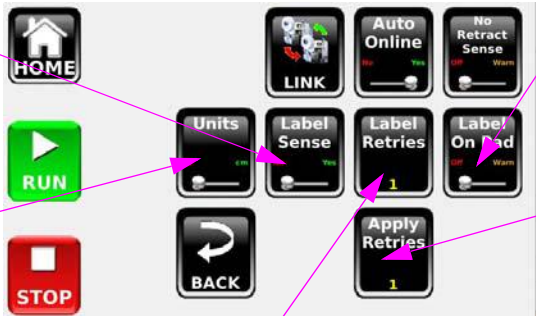 HOME
LINK
Auto
Online
No Yes
No
Retract
Sense
Off Warn
RUN
Units
cm
Label
Sense
Yes
Label
Retries
1
Label
On Pad
Off Warn
STOP
BACK
Apply
Retries
1